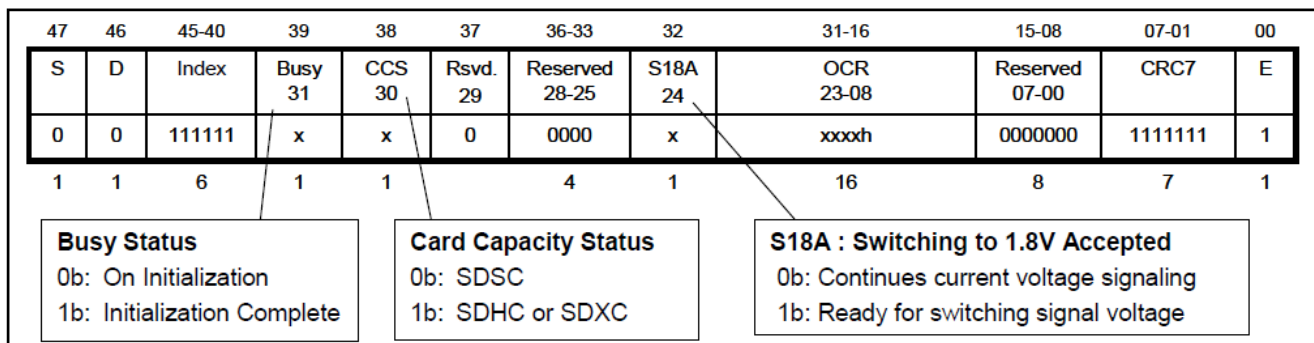 47 46 45-40 39 38 37 36-33 32 31-16 15-08 07-01 00
S D Index Busy 31 CCS 30 Rsvd. 29 Reserved 28-25 S18A 24 OCR 23-08 Reserved 07-00 CRC7 E
0 0 111111 x x 0 0000 x xxxxh 0000000 1111111 1
1 1 6 1 1 4 1 16 8 7 1
Busy Status
0b: On Initialization
1b: Initialization Complete
Card Capacity Status
0b: SDSC
1b: SDHC or SDXC
S18A : Switching to 1.8V Accepted
0b: Continues current voltage signaling
1b: Ready for switching signal voltage